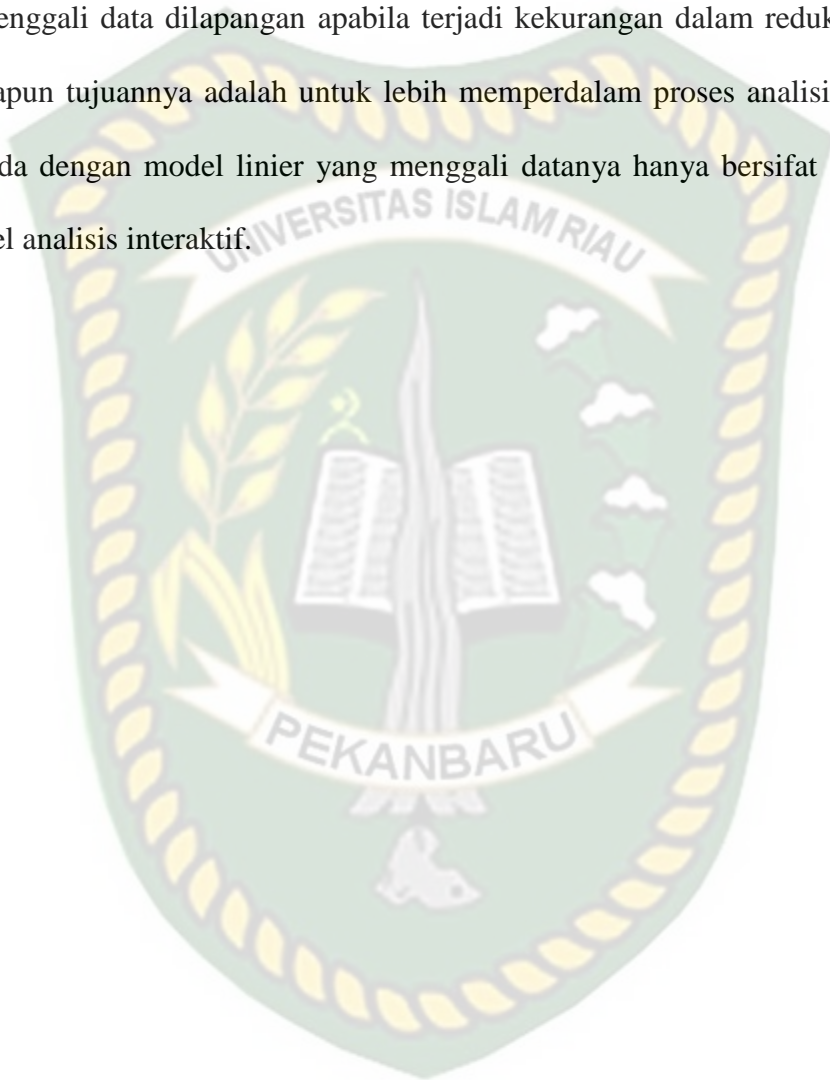 enggali data dilapangan apabila terjadi kekurangan dalam reduk
apun tujuannya adalah untuk lebih memperdalam proses analisi
da dengan model linier yang menggali datanya hanya bersifat
el analisis interaktif.
UNIVERSITAS ISLAM RIAU
PEKANBARU